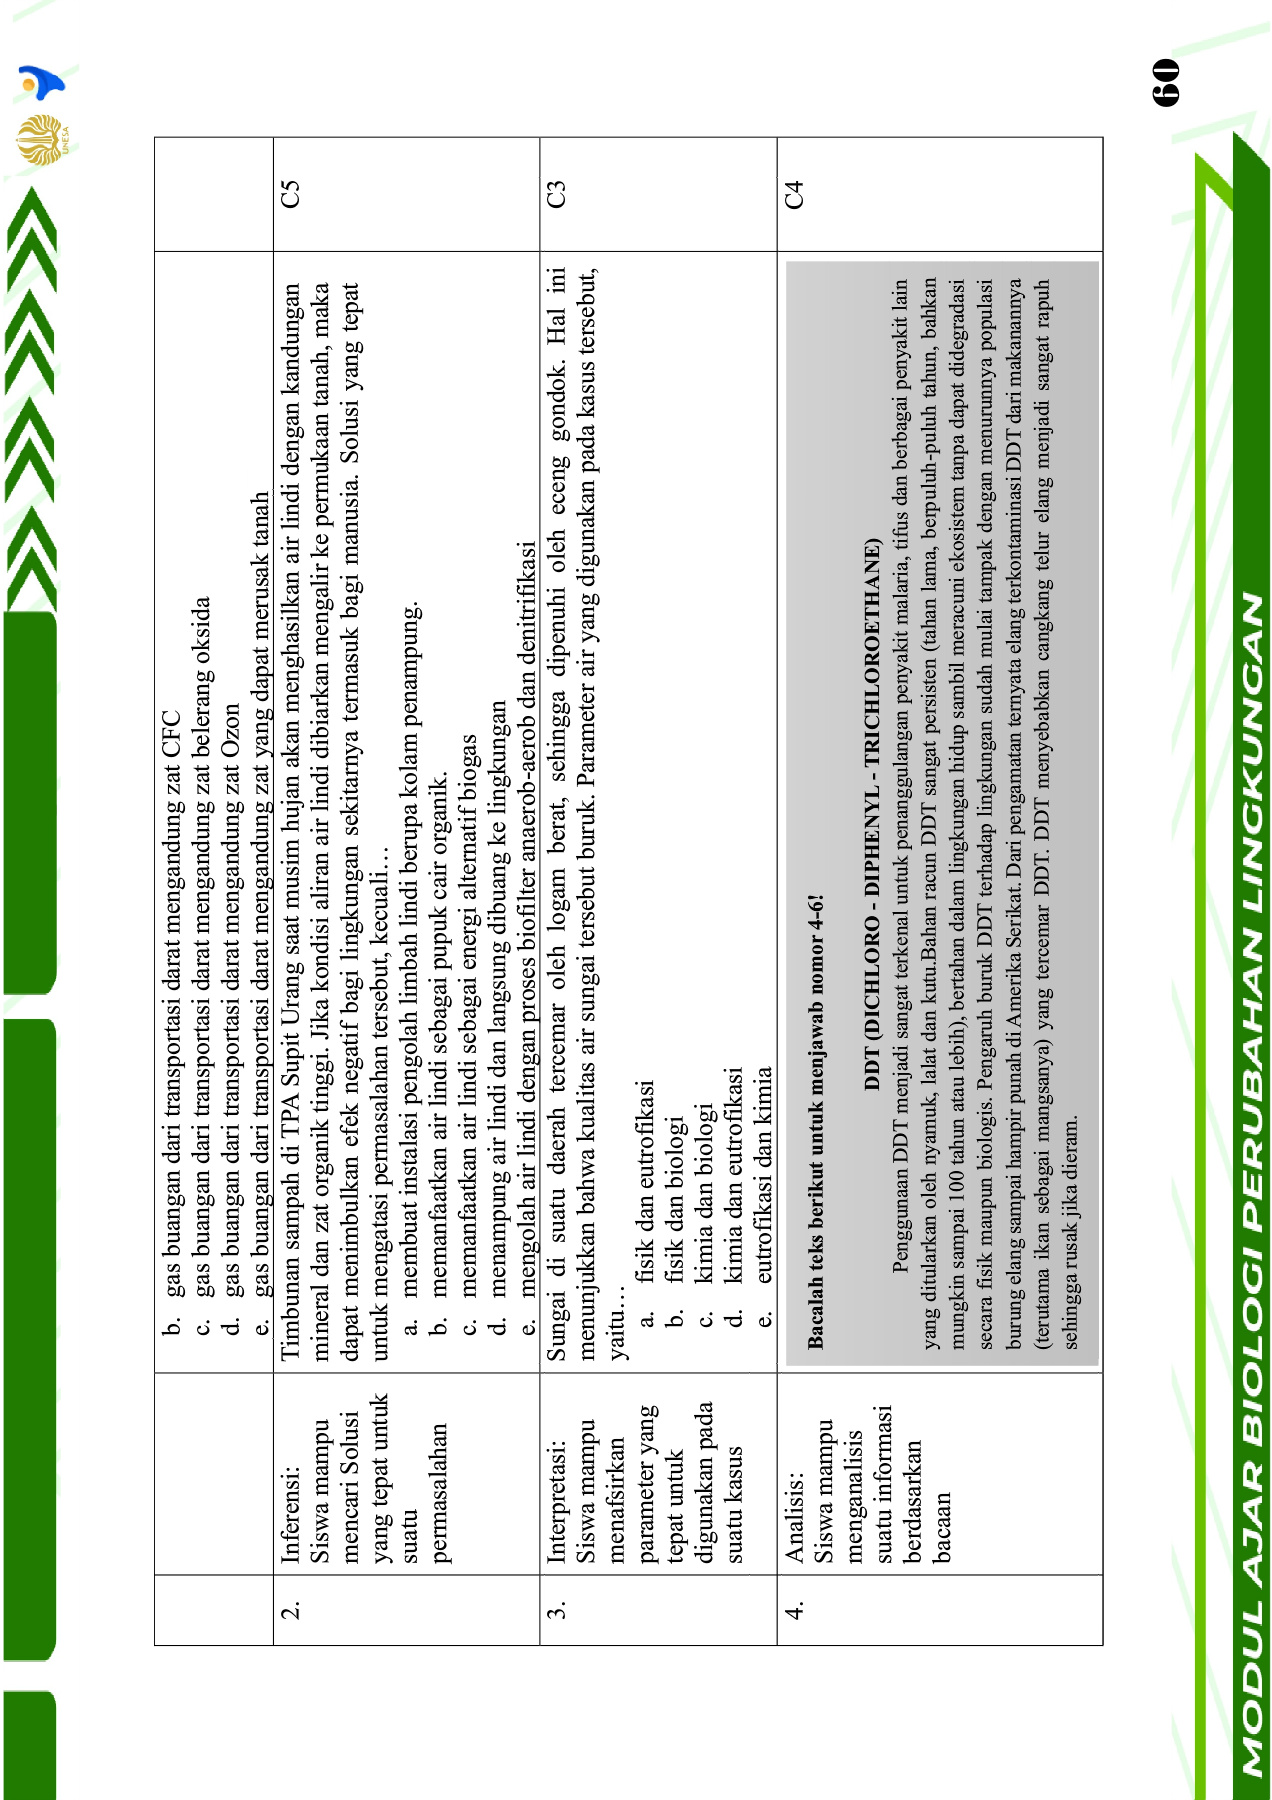 UNESA
b. gas buangan dari transportasi darat mengandung zat CFC
c. gas buangan dari transportasi darat mengandung zat belerang oksida
d. gas buangan dari transportasi darat mengandung zat Ozon
e. gas buangan dari transportasi darat mengandung zat yang dapat merusak tanah
2.
Inferensi:
Siswa mampu
mencari Solusi
yang tepat untuk
suatu
permasalahan
Timbunan sampah di TPA Supit Urang saat musim hujan akan menghasilkan air lindi dengan kandungan
mineral dan zat organik tinggi. Jika kondisi aliran air lindi dibiarkan mengalir ke permukaan tanah, maka
dapat menimbulkan efek negatif bagi lingkungan sekitarnya termasuk bagi manusia. Solusi yang tepat
untuk mengatasi permasalahan tersebut, kecuali…
a. membuat instalasi pengolah limbah lindi berupa kolam penampung.
b. memanfaatkan air lindi sebagai pupuk cair organik.
c. memanfaatkan air lindi sebagai energi alternatif biogas
d. menampung air lindi dan langsung dibuang ke lingkungan
e. mengolah air lindi dengan proses biofilter anaerob-aerob dan denitrifikasi
C5
3.
Interpretasi:
Siswa mampu
menafsirkan
parameter yang
tepat untuk
digunakan pada
suatu kasus
Sungai di suatu daerah tercemar oleh logam berat, sehingga dipenuhi oleh eceng gondok. Hal ini
menunjukkan bahwa kualitas air sungai tersebut buruk. Parameter air yang digunakan pada kasus tersebut,
yaitu…
a. fisik dan eutrofikasi
b. fisik dan biologi
c. kimia dan biologi
d. kimia dan eutrofikasi
e. eutrofikasi dan kimia
C3
4.
Analisis:
Siswa mampu
menganalisis
suatu informasi
berdasarkan
bacaan
Bacalah teks berikut untuk menjawab nomor 4-6!
DDT (DICHLORO - DIPHENYL - TRICHLOROETHANE)
Penggunaan DDT menjadi sangat terkenal untuk penanggulangan penyakit malaria, tifus dan berbagai penyakit lain
yang ditularkan oleh nyamuk, lalat dan kutu.Bahan racun DDT sangat persisten (tahan lama, berpuluh-puluh tahun, bahkan
mungkin sampai 100 tahun atau lebih), bertahan dalam lingkungan hidup sambil meracuni ekosistem tanpa dapat didegradasi
secara fisik maupun biologis. Pengaruh buruk DDT terhadap lingkungan sudah mulai tampak dengan menurunnya populasi
burung elang sampai hampir punah di Amerika Serikat. Dari pengamatan ternyata elang terkontaminasi DDT dari makanannya
(terutama ikan sebagai mangsanya) yang tercemar DDT. DDT menyebabkan cangkang telur elang menjadi sangat rapuh
sehingga rusak jika dieram.
C4
MODUL AJAR BIOLOGI PERUBAHAN LINGKUNGAN
60